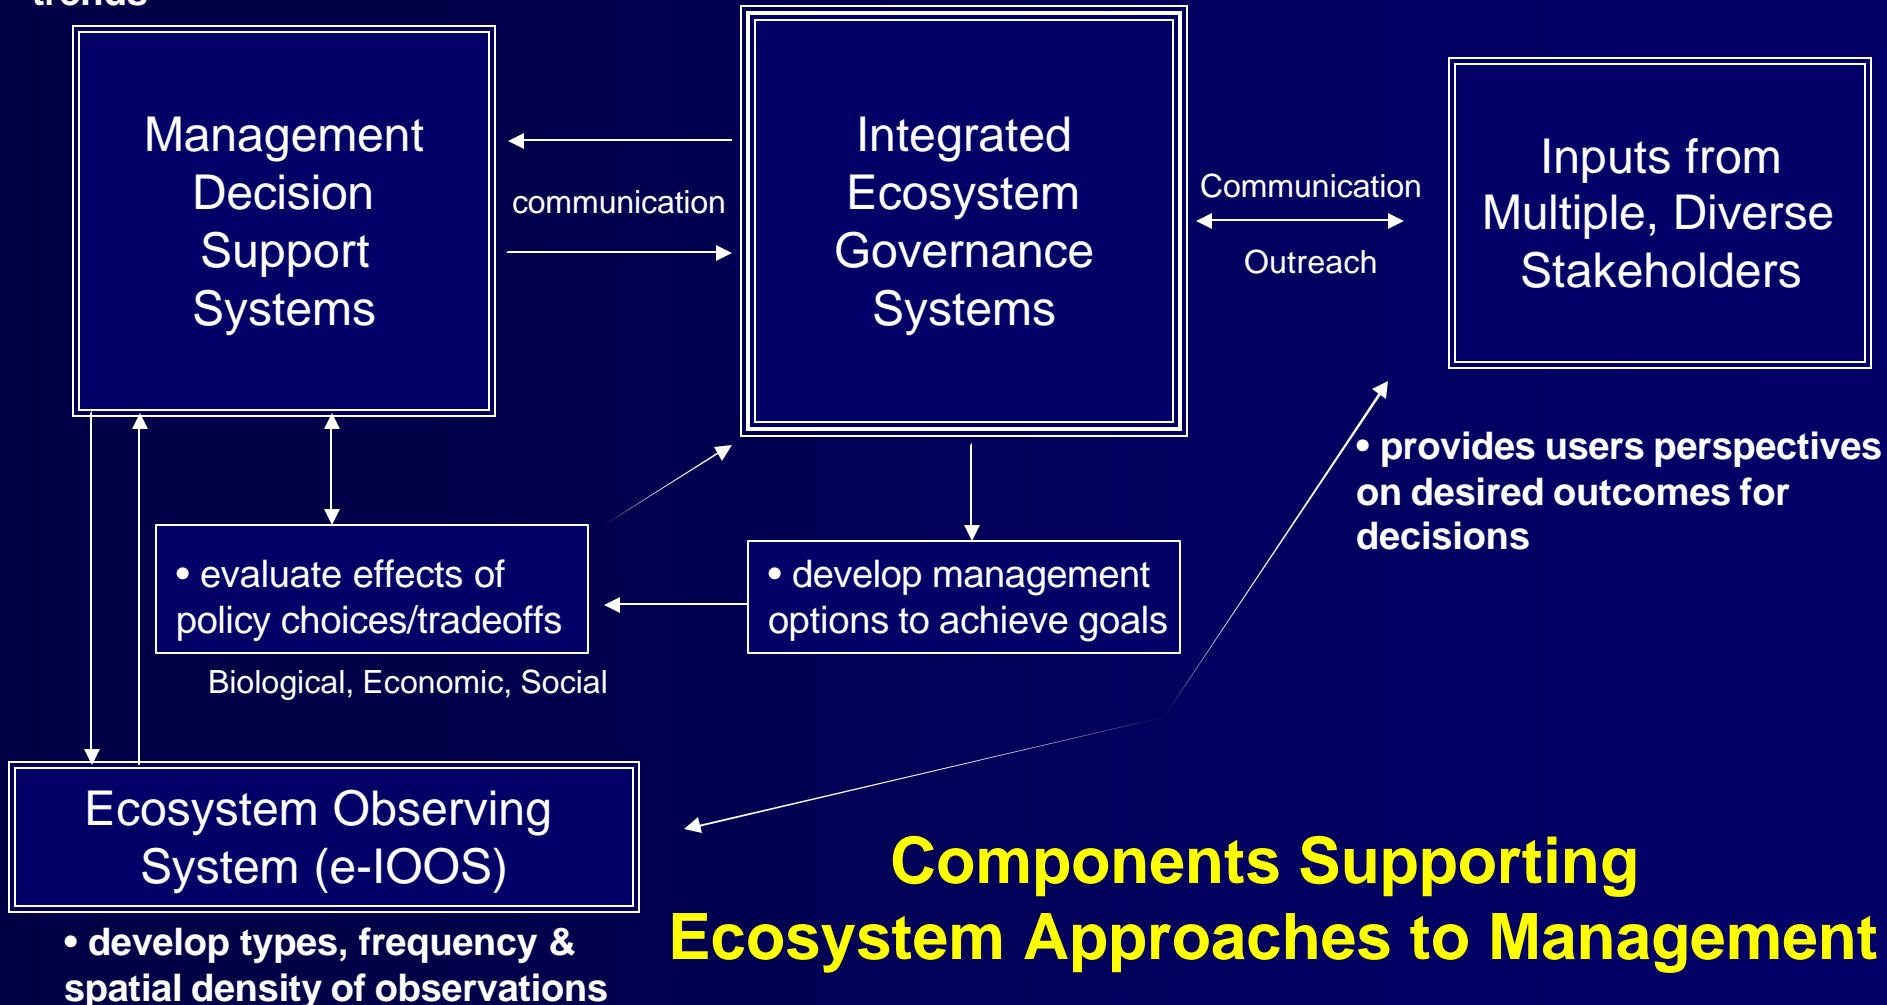 trends
Management
Decision
Support
Systems
communication
Integrated
Ecosystem
Governance
Systems
Communication
Outreach
Inputs from
Multiple, Diverse
Stakeholders
• provides users perspectives
on desired outcomes for
decisions
• evaluate effects of
policy choices/tradeoffs
Biological, Economic, Social
• develop management
options to achieve goals
Ecosystem Observing
System (e-IOOS)
• develop types, frequency &
spatial density of observations
Components Supporting
Ecosystem Approaches to Management